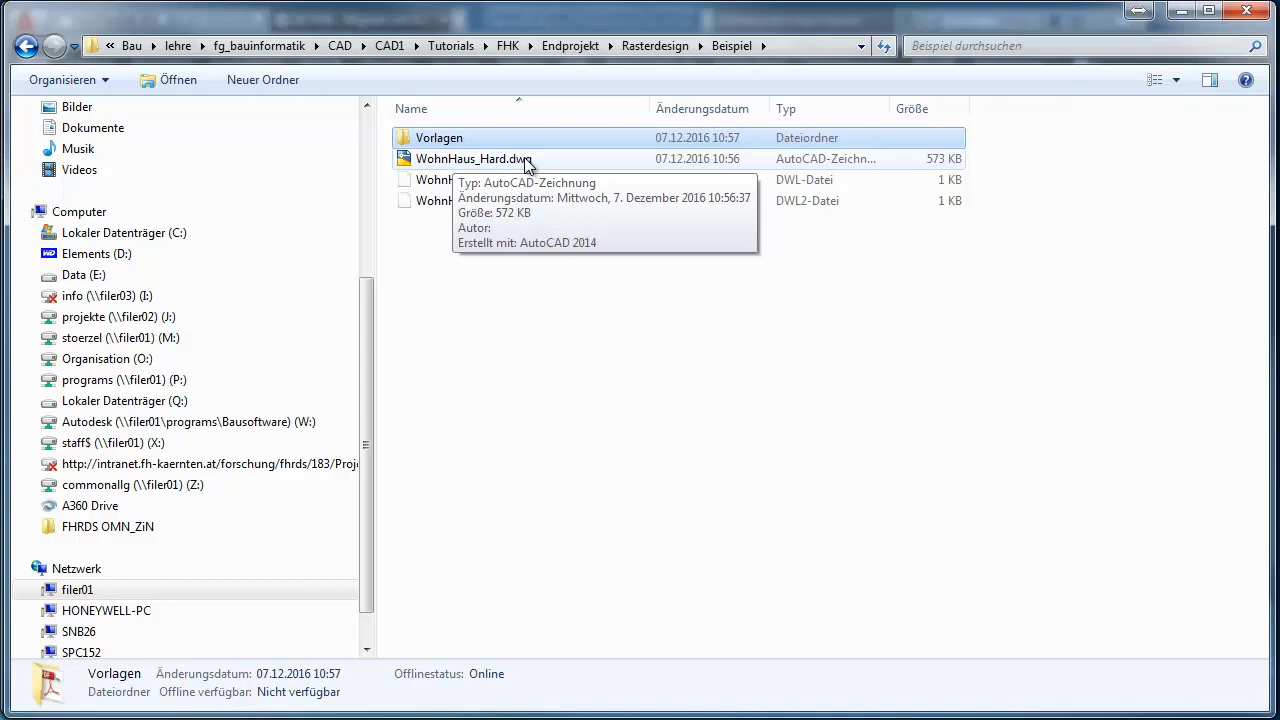 « Bau lehre fg_bauinformatik CAD CAD1 Tutorials FHK Endprojekt Rasterdesign Beispiel
Beispiel durchsuchen
Organisieren Öffnen Neuer Ordner
Bilder
Dokumente
Musik
Videos
Computer
Lokaler Datenträger (C:)
Elements (D:)
Data (E:)
info (\\filer03) (I:)
projekte (\\filer02) (J:)
stoerzel (\\filer01) (M:)
Organisation (O:)
programs (\\filer01) (P:)
Lokaler Datenträger (Q:)
Autodesk (\\filer01\programs\Bausoftware) (W:)
staff$ (\\filer01) (X:)
http://intranet.fh-kaernten.at/forschung/fhrds/183/Proj
commonallg (\\filer01) (Z:)
A360 Drive
FHRDS OMN_ZiN
Netzwerk
filer01
HONEYWELL-PC
SNB26
SPC152
Name Änderungsdatum Typ Größe
Vorlagen 07.12.2016 10:57 Dateiordner
WohnHaus_Hard.dwg 07.12.2016 10:56 AutoCAD-Zeichn... 573 KB
WohnH DWL-Datei 1 KB
WohnH DWL2-Datei 1 KB
Typ: AutoCAD-Zeichnung
Änderungsdatum: Mittwoch, 7. Dezember 2016 10:56:37
Größe: 572 KB
Autor:
Erstellt mit: AutoCAD 2014
Vorlagen Änderungsdatum: 07.12.2016 10:57 Offlinestatus: Online
Dateiordner Offline verfügbar: Nicht verfügbar